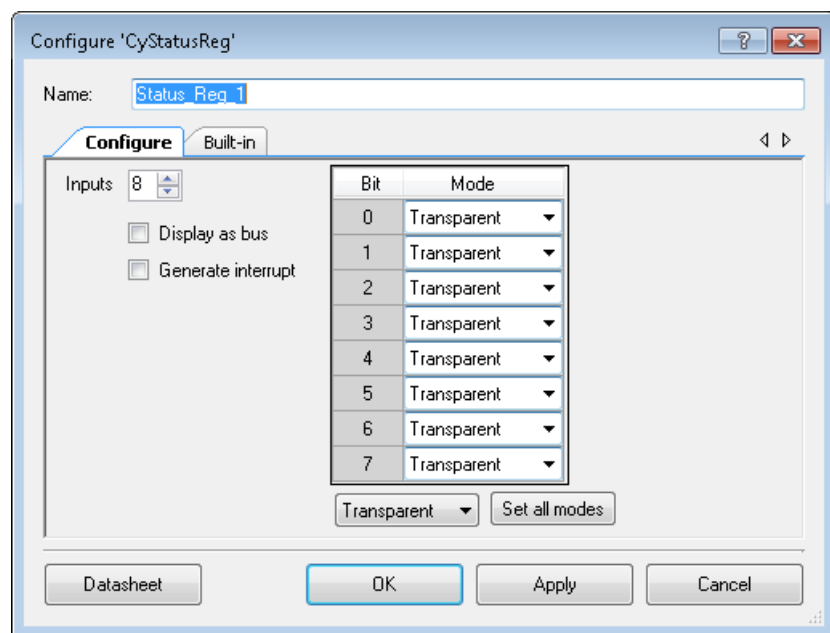 Configure 'CyStatusReg'
Name: Status_Reg_1
Configure Built-in
Inputs 8
Display as bus
Generate interrupt
Bit Mode
0 Transparent
1 Transparent
2 Transparent
3 Transparent
4 Transparent
5 Transparent
6 Transparent
7 Transparent
Transparent Set all modes
Datasheet OK Apply Cancel